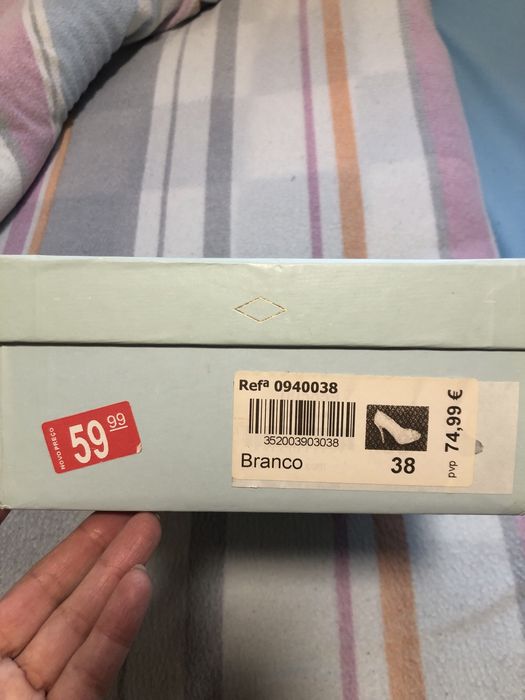 NOVO PREÇO
59 99
Refª 0940038
352003903038
Branco
38
pvp 74,99 €